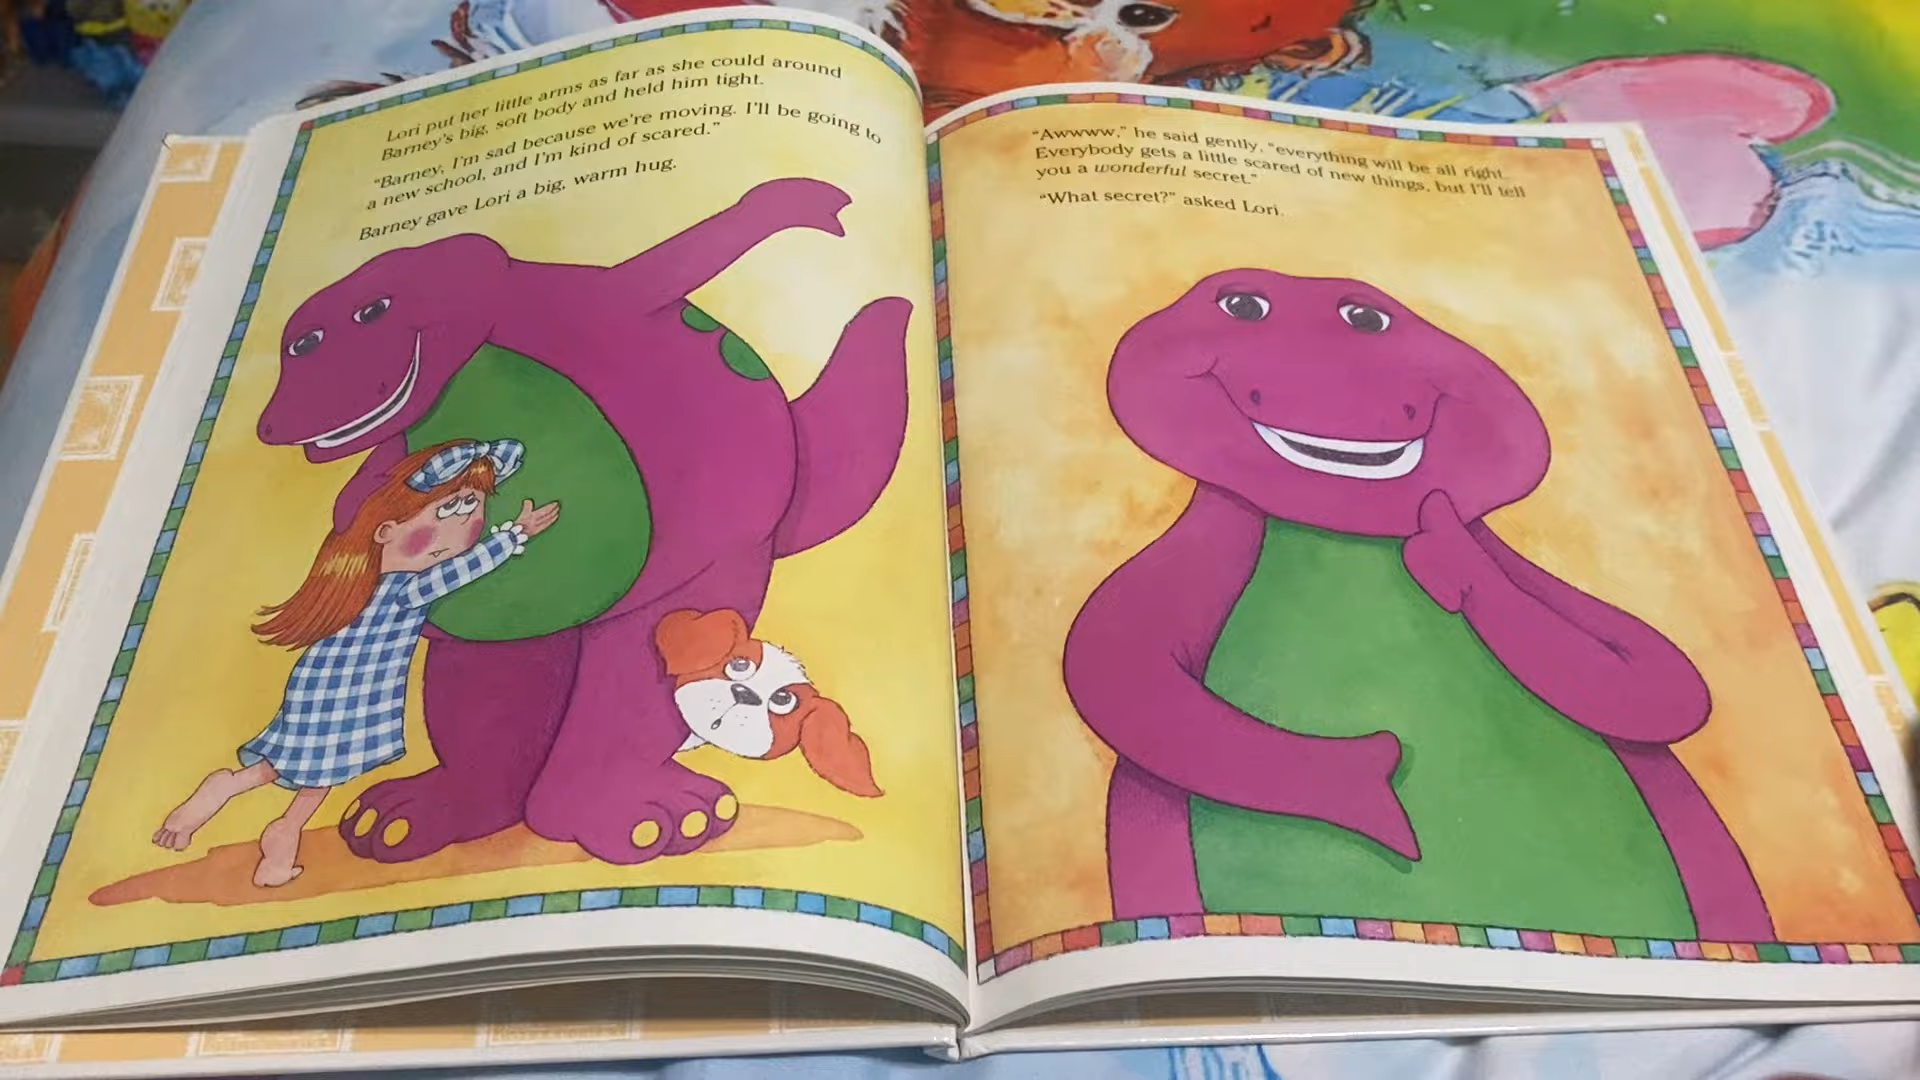 Lori put her little arms as far as she could around
Barney's big, soft body and held him tight.
"Barney, I'm sad because we're moving. I'll be going to
a new school, and I'm kind of scared."
Barney gave Lori a big, warm hug.
"Awwww," he said gently, "everything will be all right.
Everybody gets a little scared of new things, but I'll tell
you a wonderful secret."
"What secret?" asked Lori.